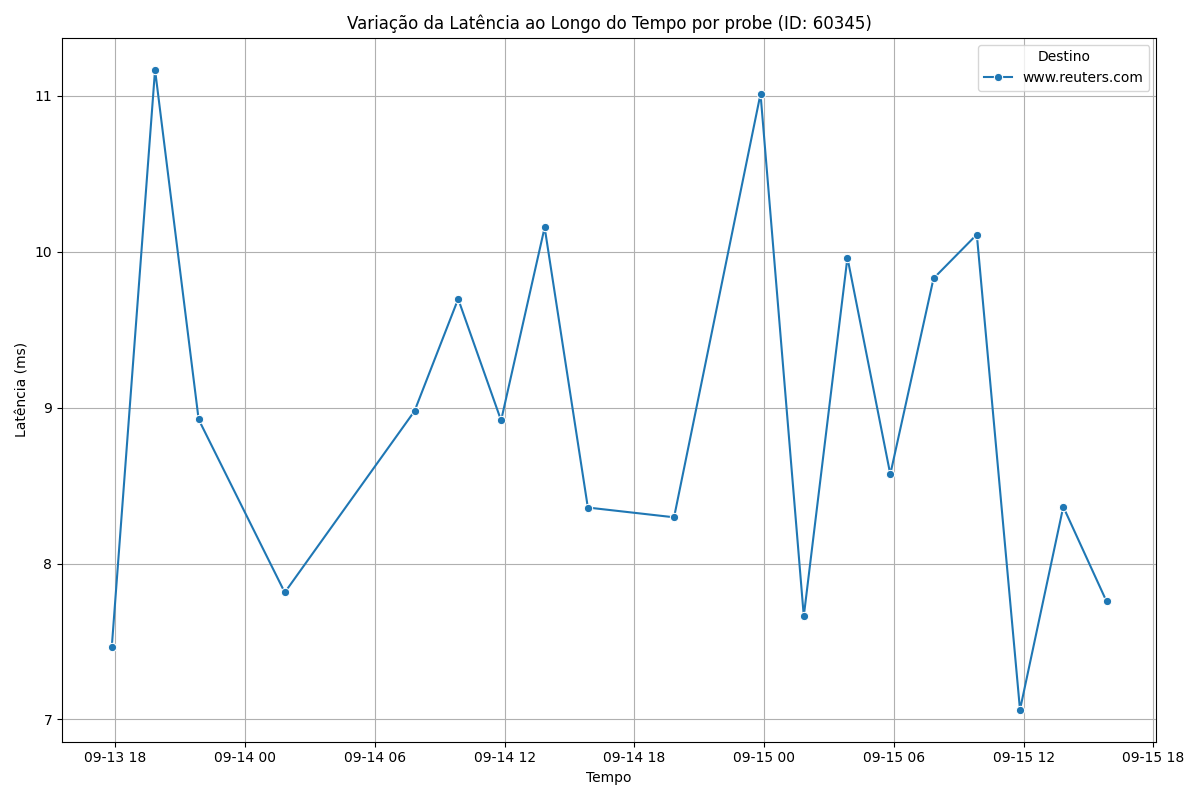 Variação da Latência ao Longo do Tempo por probe (ID: 60345)
Destino
www.reuters.com
Latência (ms)
11
10
9
8
7
09-13 18
09-14 00
09-14 06
09-14 12
09-14 18
09-15 00
09-15 06
09-15 12
09-15 18
Tempo